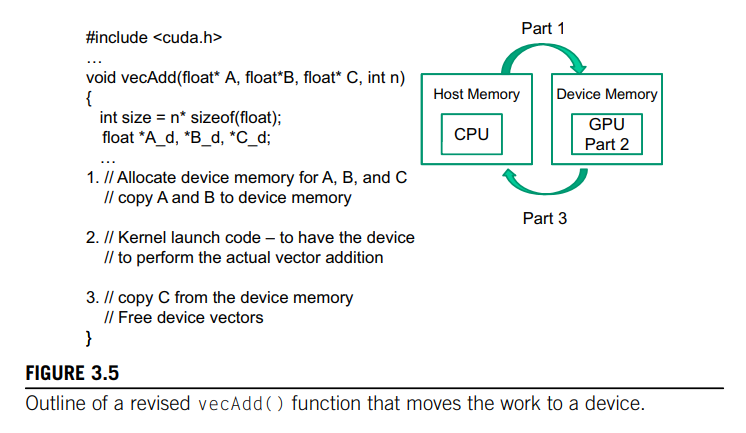 #include <cuda.h>
…
void vecAdd(float* A, float*B, float* C, int n)
{
int size = n* sizeof(float);
float *A_d, *B_d, *C_d;
…
1. // Allocate device memory for A, B, and C
// copy A and B to device memory
2. // Kernel launch code – to have the device
// to perform the actual vector addition
3. // copy C from the device memory
// Free device vectors
}
Part 1
Host Memory
CPU
Device Memory
GPU
Part 2
Part 3
FIGURE 3.5
Outline of a revised vecAdd() function that moves the work to a device.